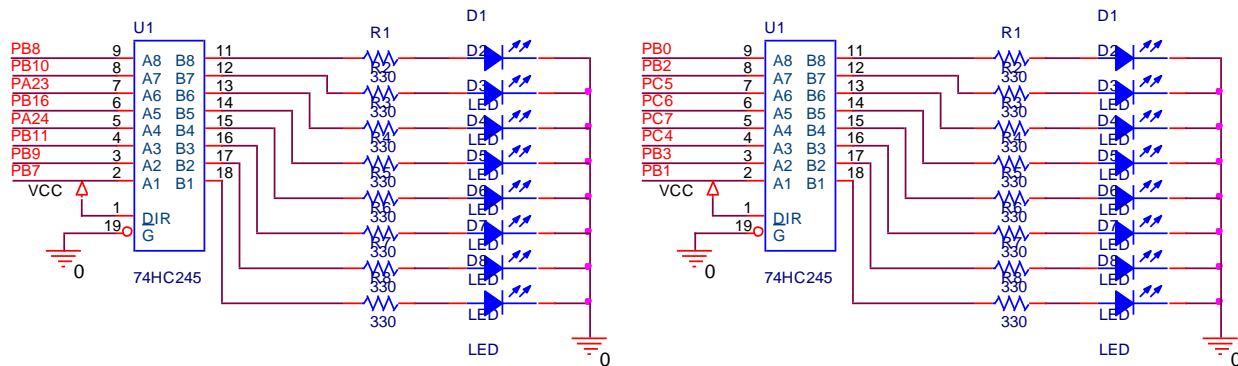 D1
U1
R1
PB8 9 A8 B8 11 D2
R2
PB10 8 A7 B7 12 330
PA23 7 A6 B6 13 D3
R3 LED
PB16 6 A5 B5 14 330
PA24 5 A4 B4 15 D4
R4 LED
PB11 4 A3 B3 16 330
PB9 3 A2 B2 17 D5
R5 LED
PB7 2 A1 B1 18 330
VCC D6
R6 LED
1 DIR 330
19 G D7
R7 LED
0 330
74HC245 D8
R8 LED
330
LED
330
LED
0
D1
U1
R1
PB0 9 A8 B8 11 D2
R2
PB2 8 A7 B7 12 330
PC5 7 A6 B6 13 D3
R3 LED
PC6 6 A5 B5 14 330
PC7 5 A4 B4 15 D4
R4 LED
PC4 4 A3 B3 16 330
PB3 3 A2 B2 17 D5
R5 LED
PB1 2 A1 B1 18 330
VCC D6
R6 LED
1 DIR 330
19 G D7
R7 LED
0 330
74HC245 D8
R8 LED
330
LED
330
LED
0